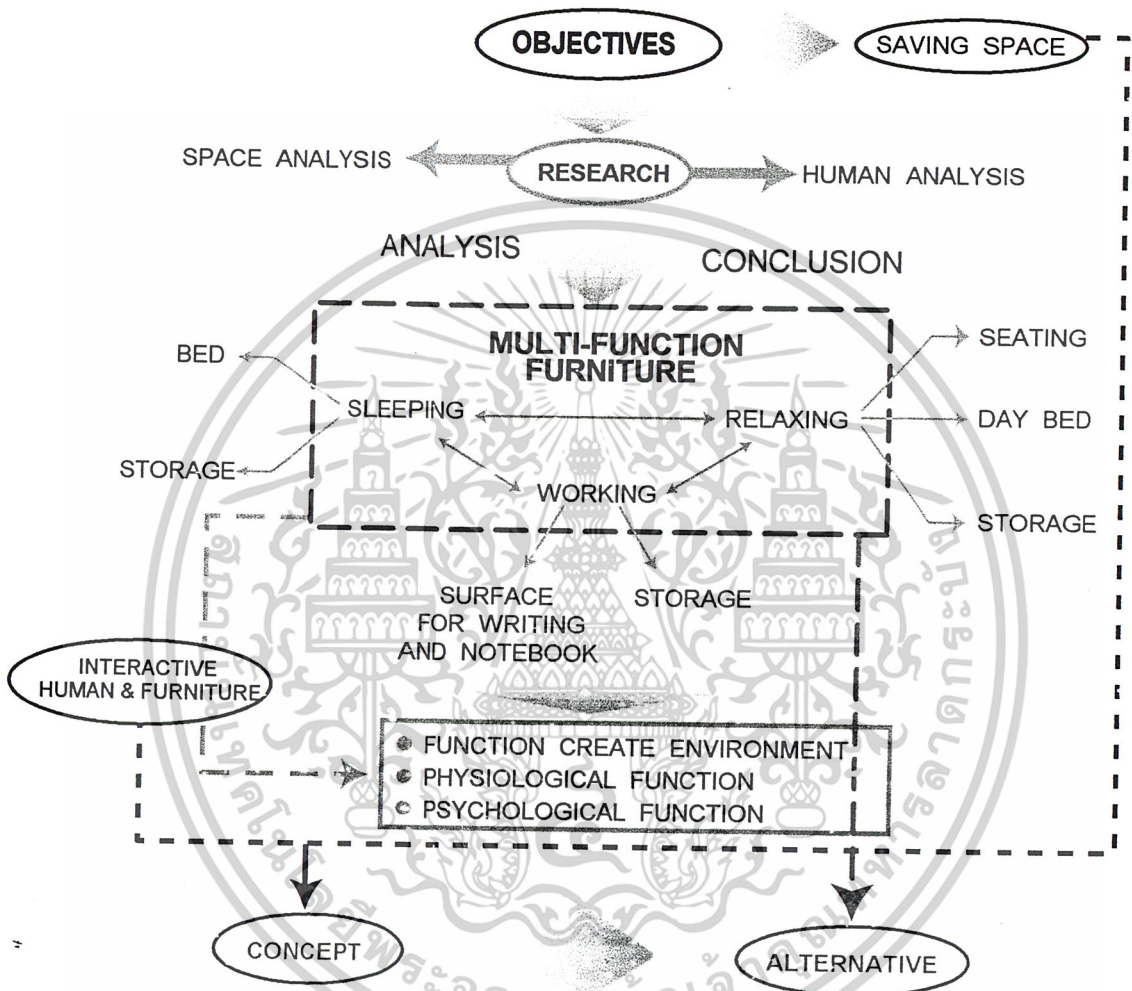 OBJECTIVES
SAVING SPACE
SPACE ANALYSIS
RESEARCH
HUMAN ANALYSIS
ANALYSIS
CONCLUSION
MULTI-FUNCTION
FURNITURE
BED
SEATING
SLEEPING
RELAXING
DAY BED
STORAGE
WORKING
STORAGE
SURFACE
FOR WRITING
AND NOTEBOOK
STORAGE
INTERACTIVE
HUMAN & FURNITURE
FUNCTION CREATE ENVIRONMENT
PHYSIOLOGICAL FUNCTION
PSYCHOLOGICAL FUNCTION
CONCEPT
ALTERNATIVE